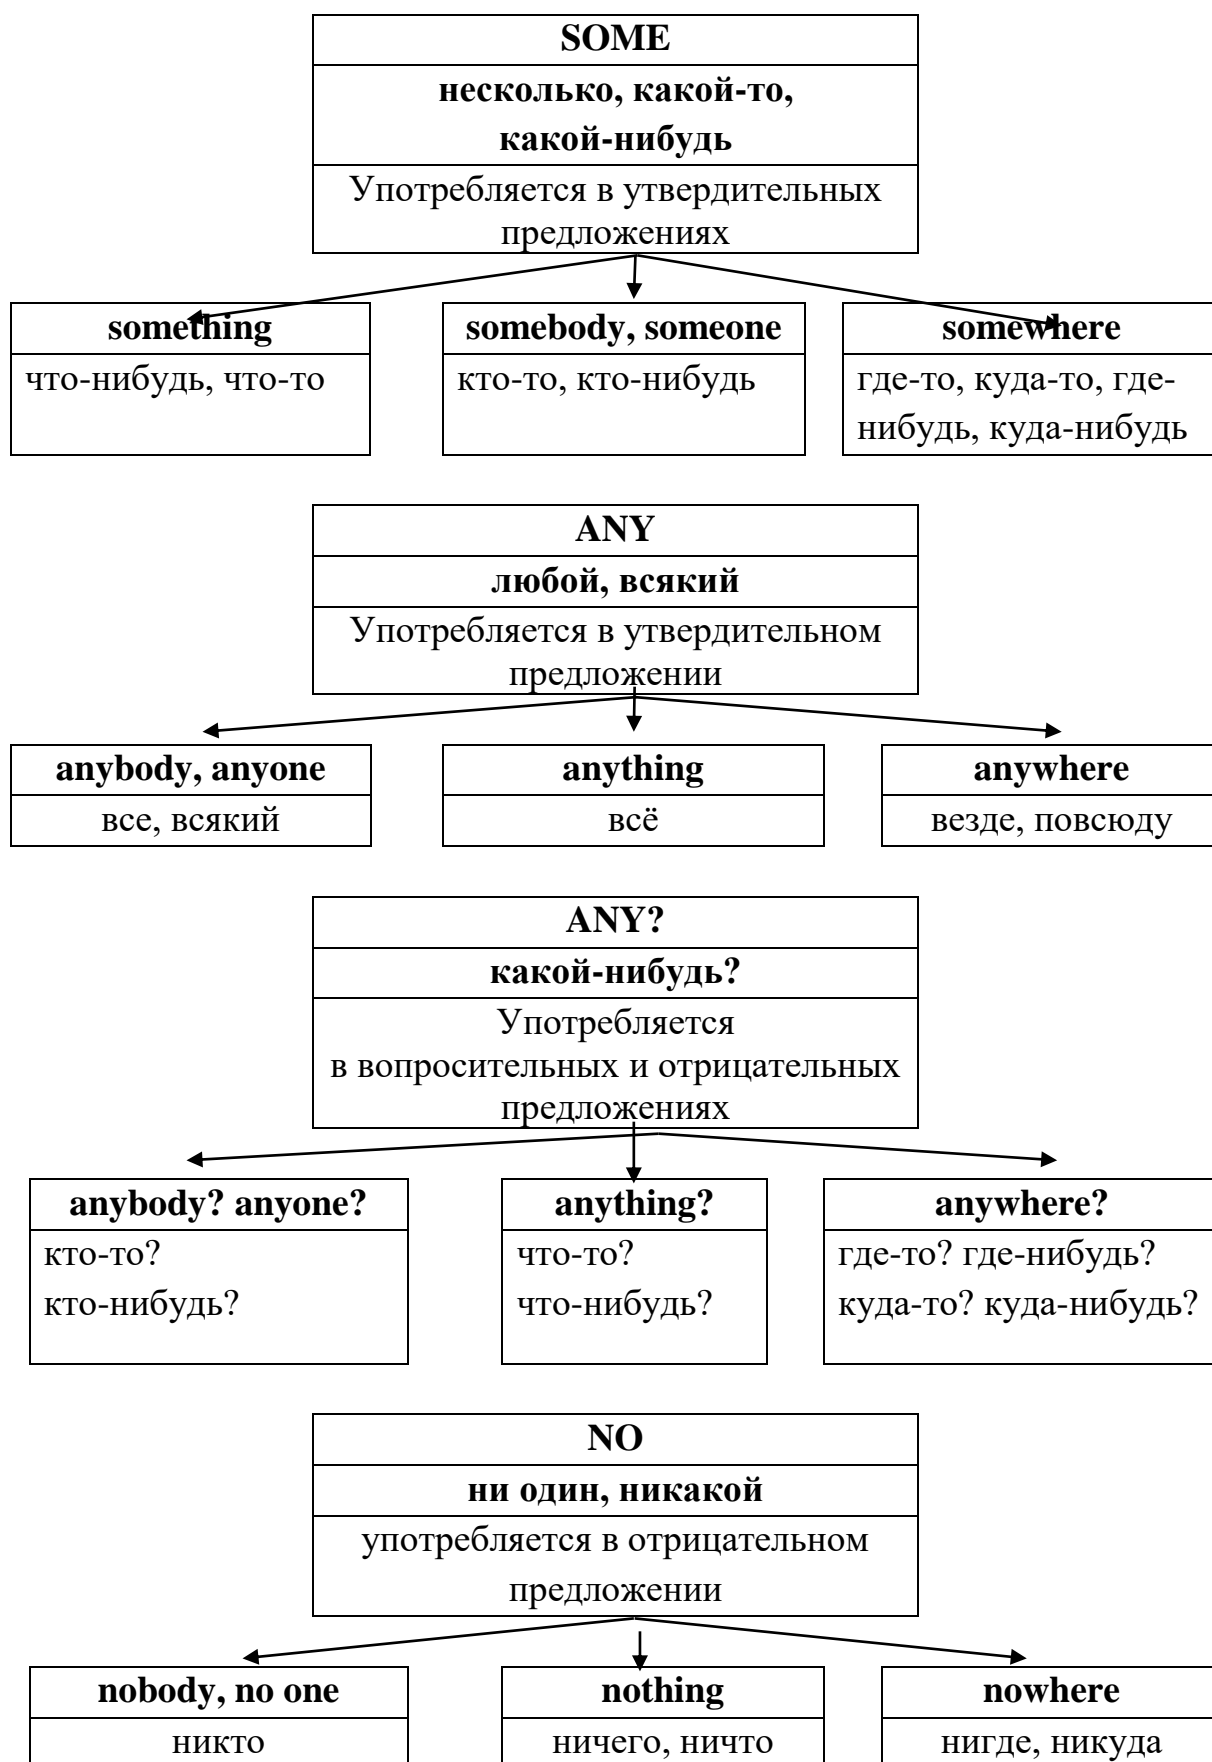 SOME
несколько, какой-то,
какой-нибудь
Употребляется в утвердительных
предложениях
something
что-нибудь, что-то
somebody, someone
кто-то, кто-нибудь
somewhere
где-то, куда-то, где-
нибудь, куда-нибудь
ANY
любой, всякий
Употребляется в утвердительном
предложении
anybody, anyone
все, всякий
anything
всё
anywhere
везде, повсюду
ANY?
какой-нибудь?
Употребляется
в вопросительных и отрицательных
предложениях
anybody? anyone?
кто-то?
кто-нибудь?
anything?
что-то?
что-нибудь?
anywhere?
где-то? где-нибудь?
куда-то? куда-нибудь?
NO
ни один, никакой
употребляется в отрицательном
предложении
nobody, no one
никто
nothing
ничего, ничто
nowhere
нигде, никуда